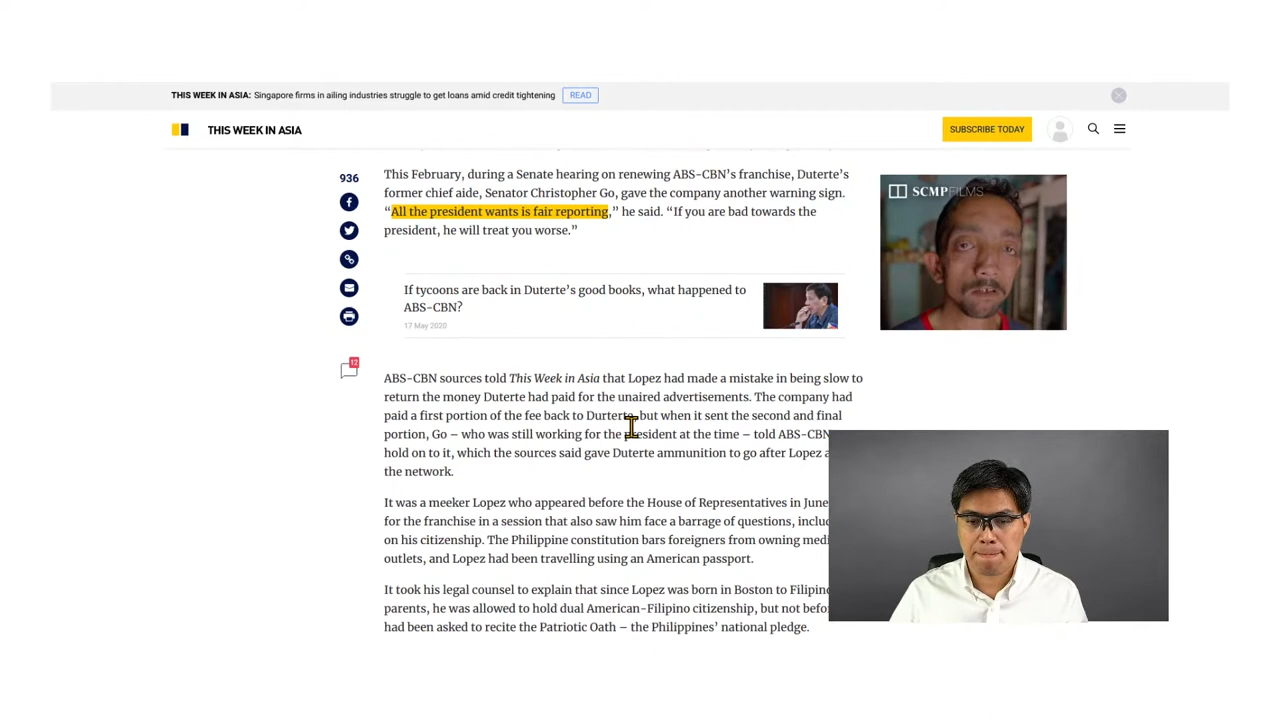 THIS WEEK IN ASIA: Singapore firms in ailing industries struggle to get loans amid credit tightening READ
THIS WEEK IN ASIA
SUBSCRIBE TODAY
936
This February, during a Senate hearing on renewing ABS-CBN’s franchise, Duterte’s
former chief aide, Senator Christopher Go, gave the company another warning sign.
“All the president wants is fair reporting,” he said. “If you are bad towards the
president, he will treat you worse.”
SCMP FILMS
If tycoons are back in Duterte’s good books, what happened to
ABS-CBN?
17 May 2020
12
ABS-CBN sources told This Week in Asia that Lopez had made a mistake in being slow to
return the money Duterte had paid for the unaired advertisements. The company had
paid a first portion of the fee back to Durterte, but when it sent the second and final
portion, Go – who was still working for the president at the time – told ABS-CBN
hold on to it, which the sources said gave Duterte ammunition to go after Lopez a
the network.
It was a meeker Lopez who appeared before the House of Representatives in June
for the franchise in a session that also saw him face a barrage of questions, inclu
on his citizenship. The Philippine constitution bars foreigners from owning medi
outlets, and Lopez had been travelling using an American passport.
It took his legal counsel to explain that since Lopez was born in Boston to Filipin
parents, he was allowed to hold dual American-Filipino citizenship, but not befor
had been asked to recite the Patriotic Oath – the Philippines’ national pledge.